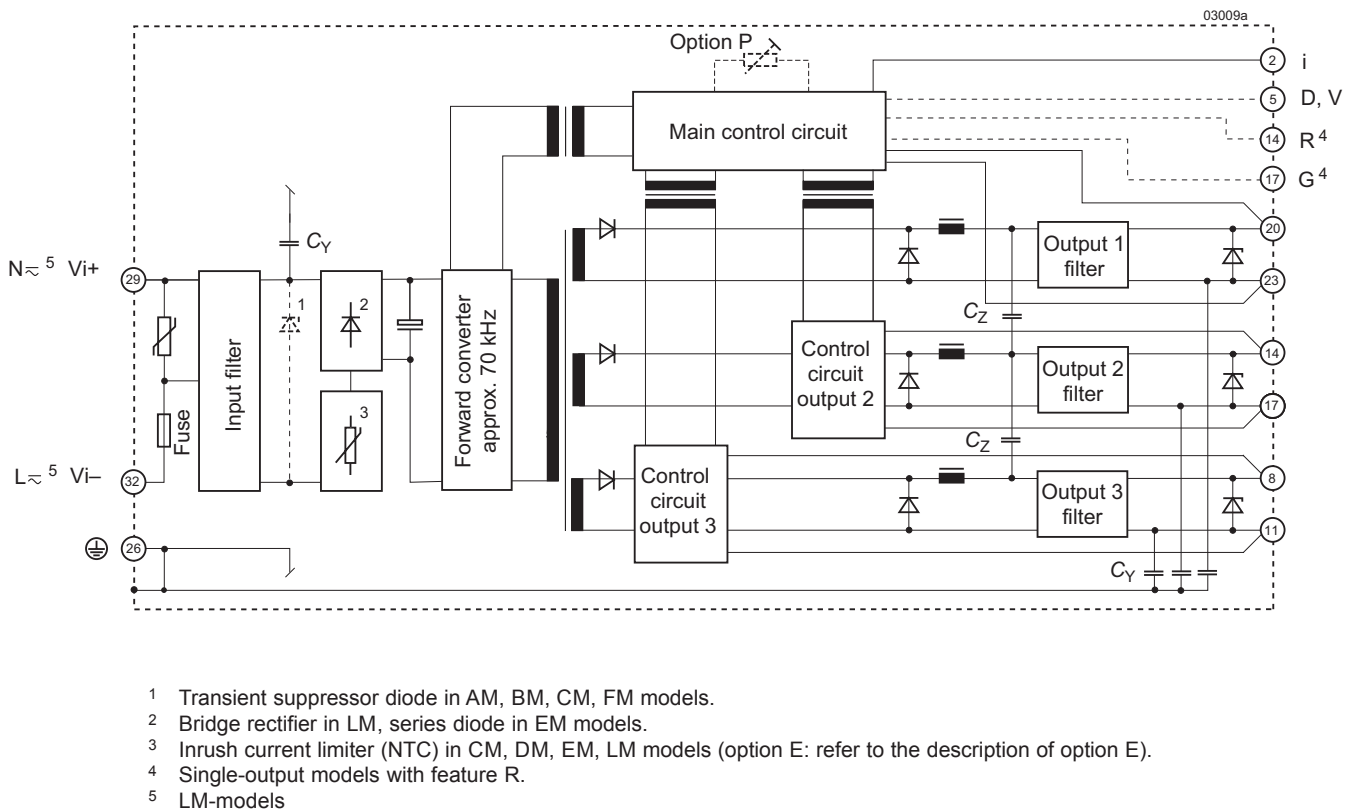 03009a
Option P
2 i
Main control circuit
5 D, V
14 R 4
17 G 4
CY
20
Output 1
filter
N≂ 5 Vi+
29
23
1
2
CZ
Input filter
Forward converter
approx. 70 kHz
Control
circuit
output 2
14
Output 2
filter
3
17
Fuse
CZ
L≂ 5 Vi–
32
Control
circuit
output 3
8
Output 3
filter
11
26
CY
1 Transient suppressor diode in AM, BM, CM, FM models.
2 Bridge rectifier in LM, series diode in EM models.
3 Inrush current limiter (NTC) in CM, DM, EM, LM models (option E: refer to the description of option E).
4 Single-output models with feature R.
5 LM-models